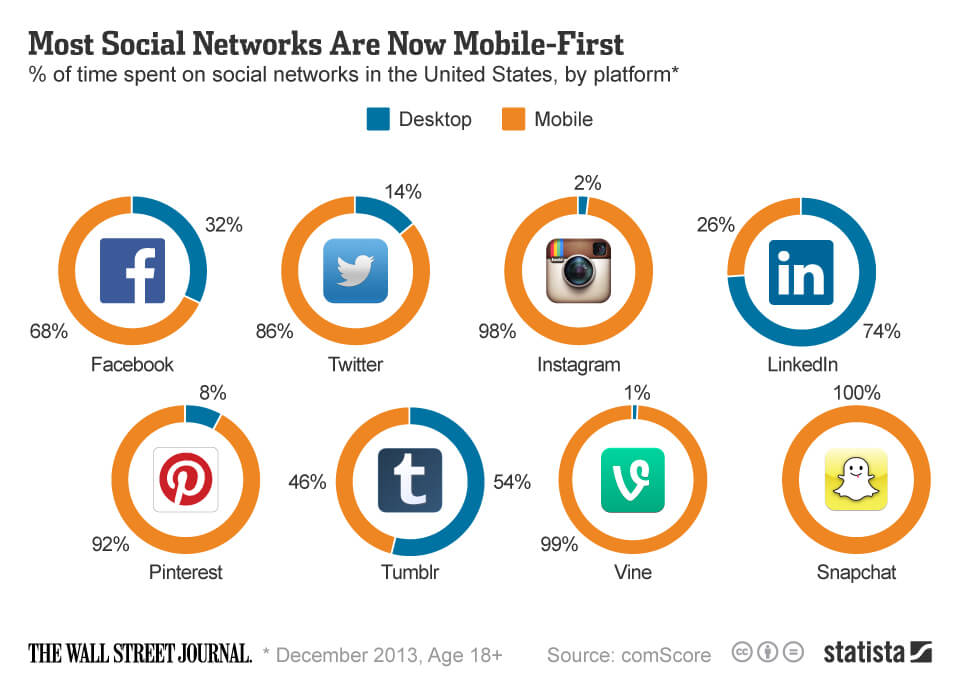 Most Social Networks Are Now Mobile-First
% of time spent on social networks in the United States, by platform*
Desktop Mobile
32%
68%
Facebook
14%
86%
Twitter
2%
98%
Instagram
26%
74%
LinkedIn
8%
92%
Pinterest
46%
54%
Tumblr
1%
99%
Vine
100%
Snapchat
THE WALL STREET JOURNAL. * December 2013, Age 18+ Source: comScore cc statista